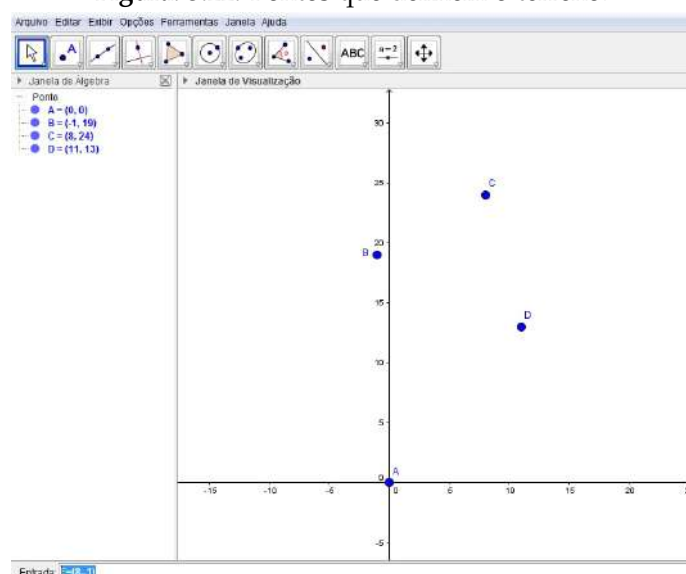 Arquivo Editar Exibir Opções Ferramentas Janela Ajuda
A
ABC
a=2
Janela de Álgebra
Janela de Visualização
Ponto
A = (0, 0)
B = (-1, 19)
C = (8, 24)
D = (11, 13)
30
C
25
20
B
15
D
10
5
0
A
-15 -10 -5 0 5 10 15 20
-5
Entrada: